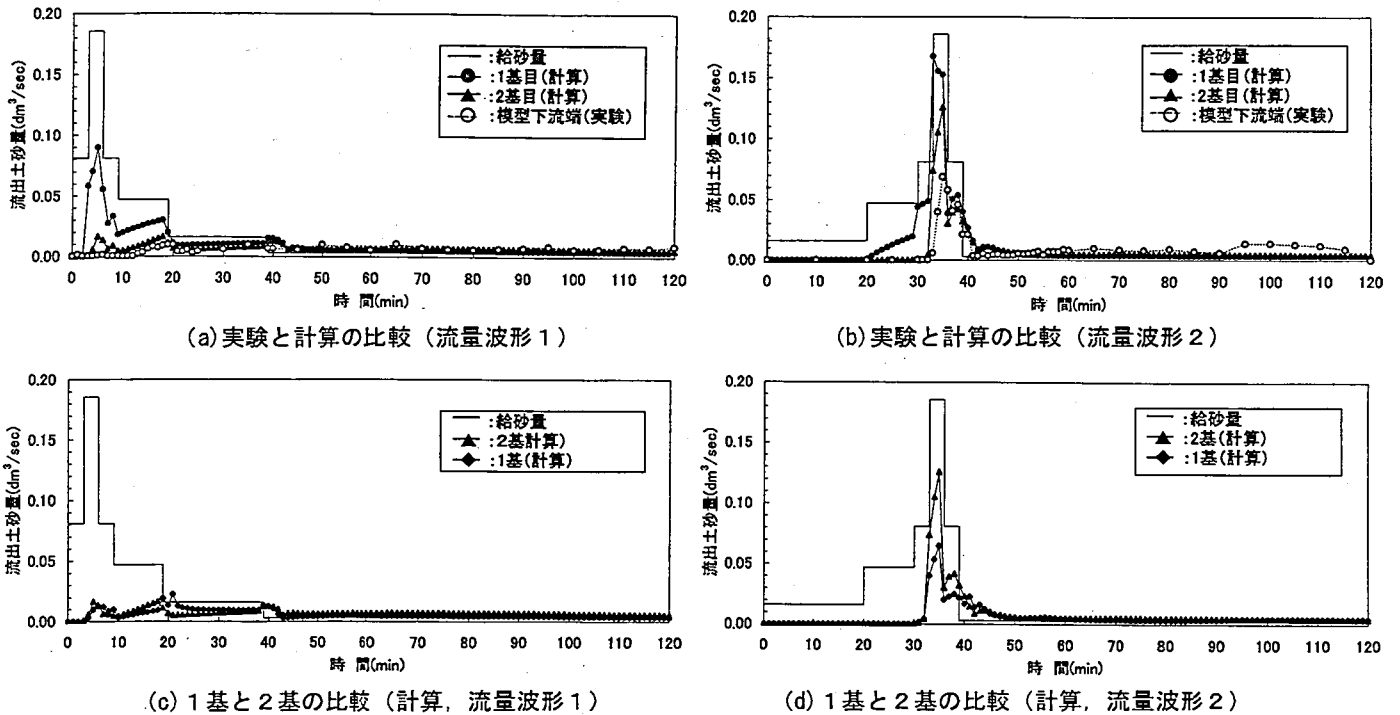 0.20
0.15
0.10
0.05
0.00
流出土砂量(dm³/sec)
:給砂量
:1基目(計算)
:2基目(計算)
:模型下流端(実験)
0 10 20 30 40 50 60 70 80 90 100 110 120
時 間(min)
(a)実験と計算の比較（流量波形１）
0.20
0.15
0.10
0.05
0.00
流出土砂量(dm³/sec)
:給砂量
:1基目(計算)
:2基目(計算)
:模型下流端(実験)
0 10 20 30 40 50 60 70 80 90 100 110 120
時 間(min)
(b)実験と計算の比較（流量波形２）
0.20
0.15
0.10
0.05
0.00
流出土砂量(dm³/sec)
:給砂量
:2基計算)
:1基(計算)
0 10 20 30 40 50 60 70 80 90 100 110 120
時 間(min)
(c)１基と２基の比較（計算，流量波形１）
0.20
0.15
0.10
0.05
0.00
流出土砂量(dm³/sec)
:給砂量
:2基(計算)
:1基(計算)
0 10 20 30 40 50 60 70 80 90 100 110 120
時 間(min)
(d)１基と２基の比較（計算，流量波形２）